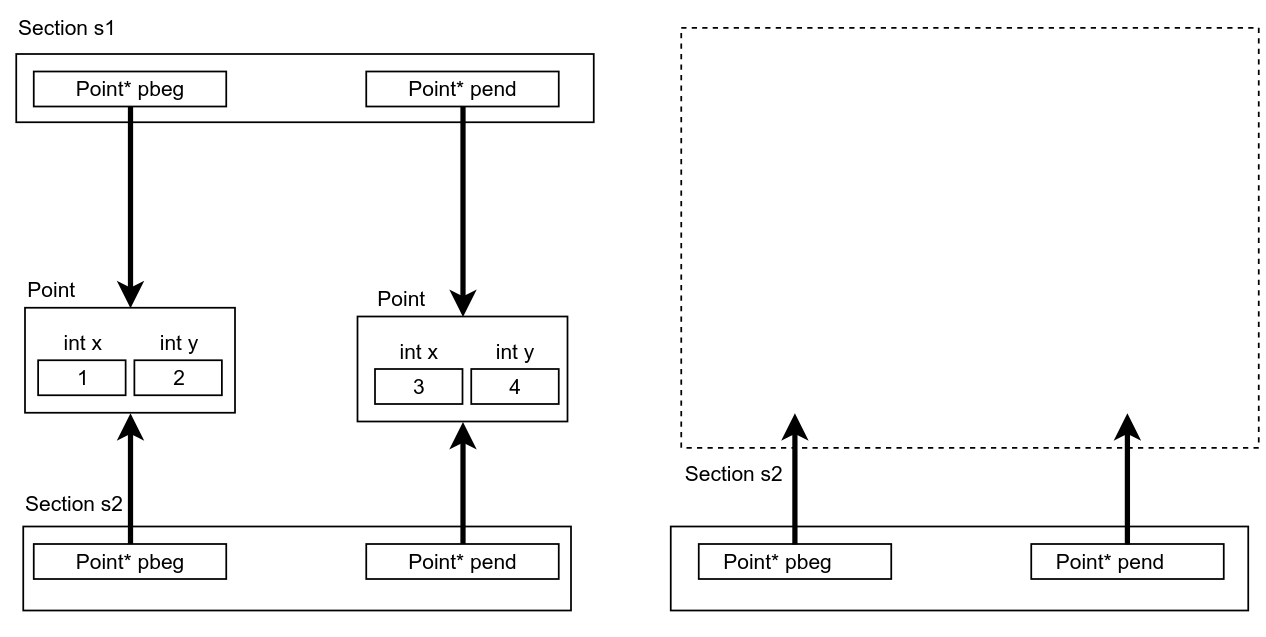 Section s1
Point* pbeg
Point* pend
Point
int x
int y
1
2
Point
int x
int y
3
4
Section s2
Point* pbeg
Point* pend
Section s2
Point* pbeg
Point* pend